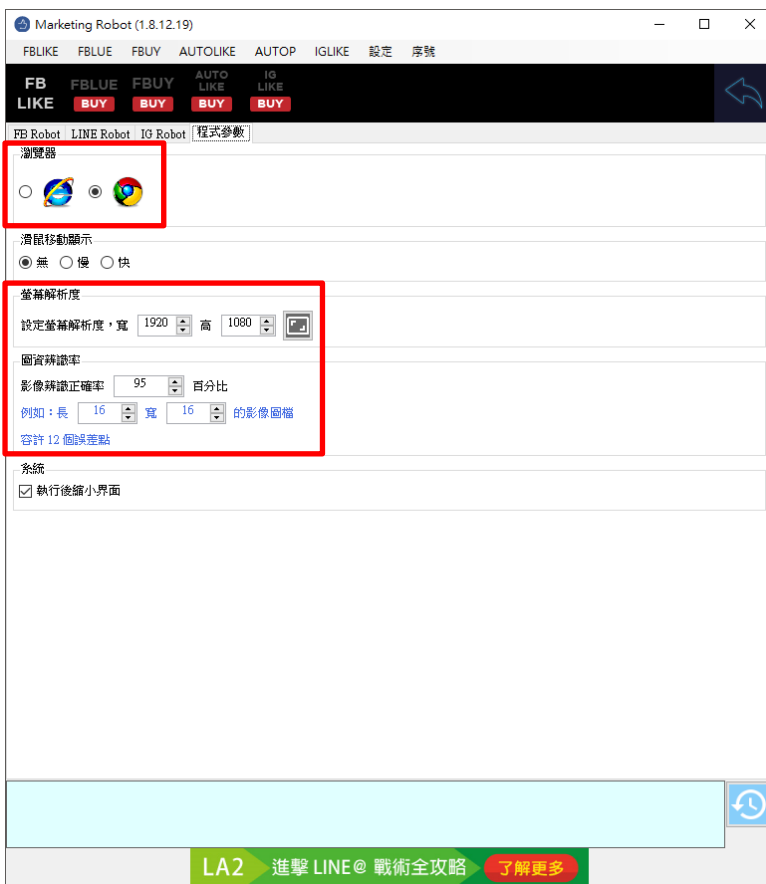 Marketing Robot (1.8.12.19)
FBLIKE FBLUE FBUY AUTOLIKE AUTOP IGLIKE 設定 序號
FB LIKE FBLUE BUY FBUY BUY AUTO LIKE BUY IG LIKE BUY
FB Robot LINE Robot IG Robot 程式參數
瀏覽器
滑鼠移動顯示
無 慢 快
螢幕解析度
設定螢幕解析度,寬 1920 高 1080
圖資辨識率
影像辨識正確率 95 百分比
例如:長 16 寬 16 的影像圖檔
容許 12 個誤差點
系統
執行後縮小界面
LA2 進擊 LINE@ 戰術全攻略 了解更多